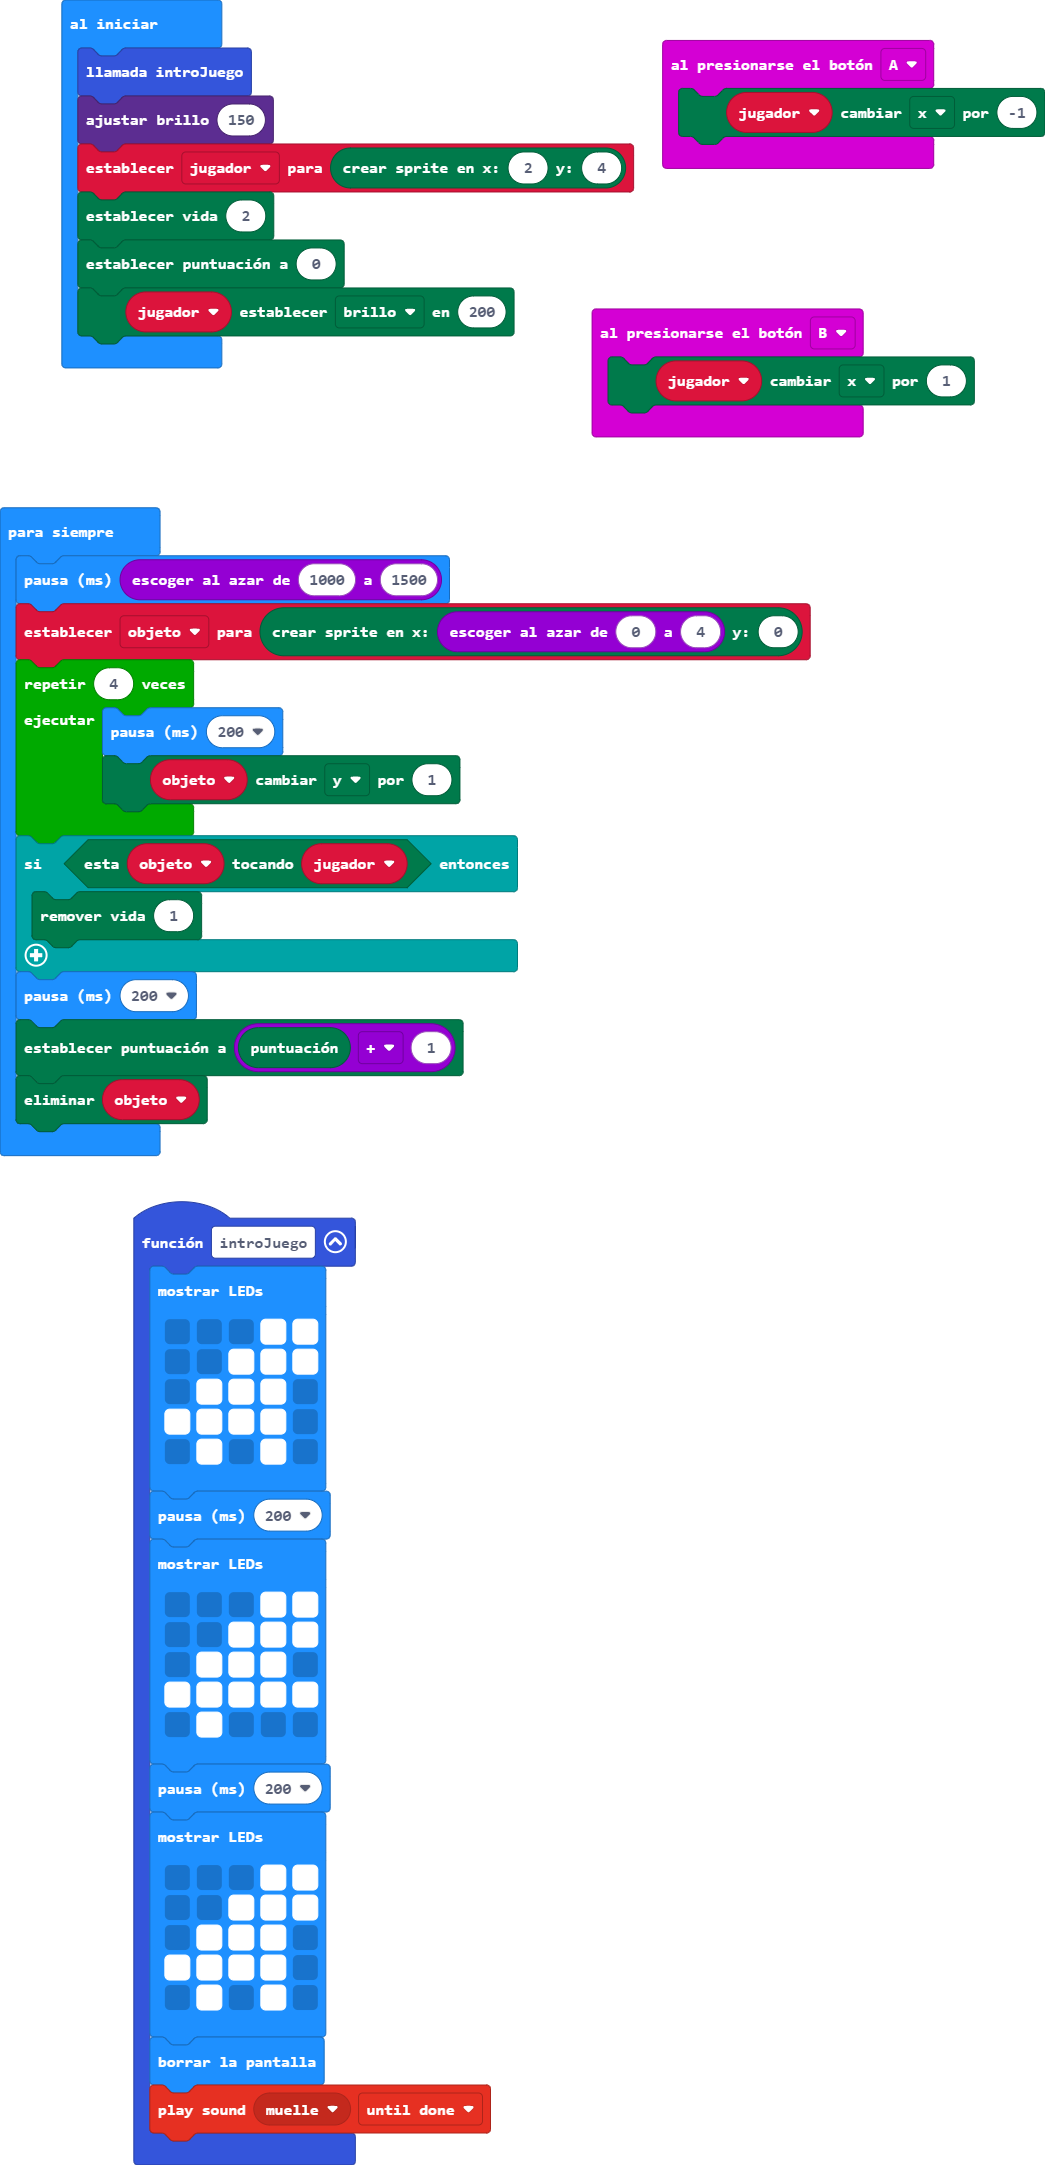 al iniciar
llamada introJuego
ajustar brillo 150
establecer jugador para crear sprite en x: 2 y: 4
establecer vida 2
establecer puntuación a 0
jugador establecer brillo en 200
al presionarse el botón A
jugador cambiar x por -1
al presionarse el botón B
jugador cambiar x por 1
para siempre
pausa (ms) escoger al azar de 1000 a 1500
establecer objeto para crear sprite en x: escoger al azar de 0 a 4 y: 0
repetir 4 veces
ejecutar
pausa (ms) 200
objeto cambiar y por 1
si esta objeto tocando jugador entonces
remover vida 1
pausa (ms) 200
establecer puntuación a puntuación + 1
eliminar objeto
función introJuego
mostrar LEDs
pausa (ms) 200
mostrar LEDs
pausa (ms) 200
mostrar LEDs
borrar la pantalla
play sound muelle until done